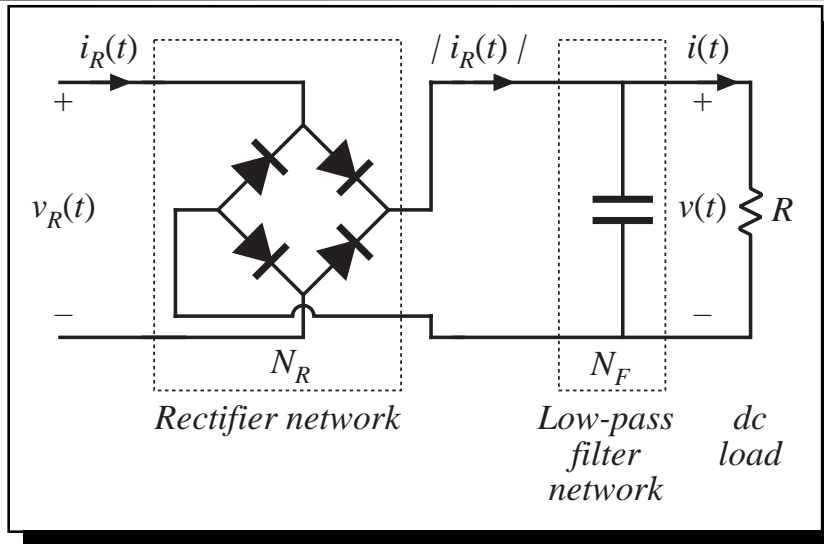 i_R(t)
| i_R(t) |
i(t)
+
+
v_R(t)
v(t)
R
–
–
N_R
N_F
Rectifier network
Low-pass
filter
network
dc
load